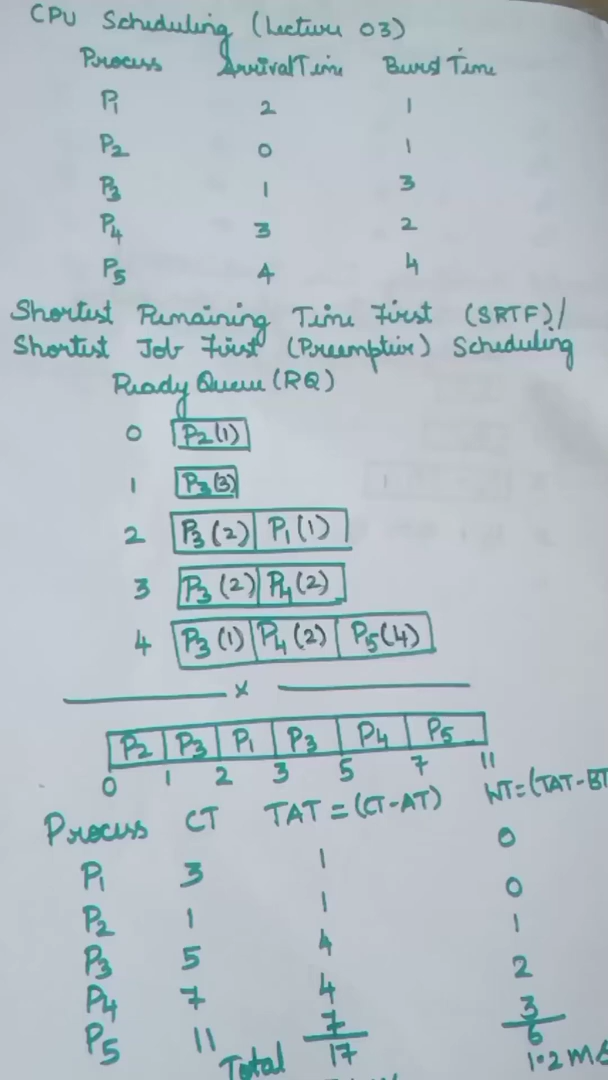 CPU Scheduling (Lecture 03)
Process Arrival Time Burst Time
P1 2 1
P2 0 1
P3 1 3
P4 3 2
P5 4 4
Shortest Remaining Time First (SRTF)/
Shortest Job First (Preemptive) Scheduling
Ready Queue (RQ)
0 P2(1)
1 P3(3)
2 P3(2) P1(1)
3 P3(2) P4(2)
4 P3(1) P4(2) P5(4)
x
P2 P3 P1 P3 P4 P5
0 1 2 3 5 7 11
Process CT TAT=(CT-AT) WT=(TAT-BT
P1 3 1 0
P2 1 1 0
P3 5 4 1
P4 7 4 2
P5 11 7 3
Total 17 6
1.2 ms